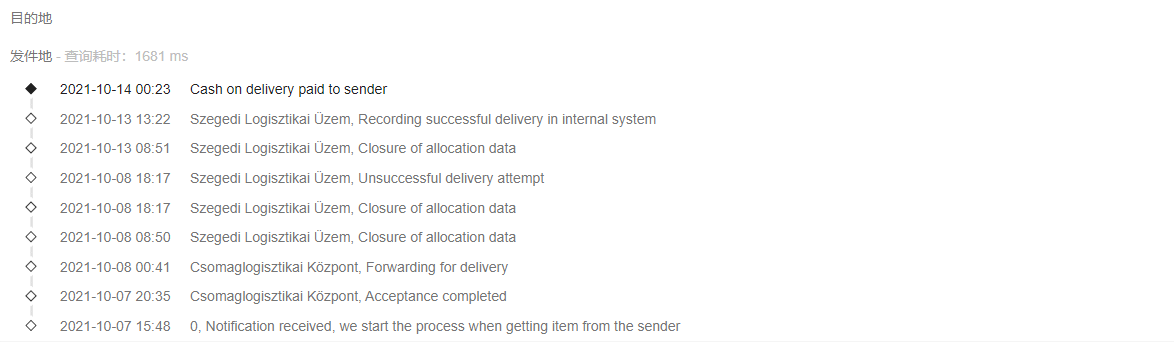 目的地
发件地 - 查询耗时：1681 ms
2021-10-14 00:23 Cash on delivery paid to sender
2021-10-13 13:22 Szegedi Logisztikai Üzem, Recording successful delivery in internal system
2021-10-13 08:51 Szegedi Logisztikai Üzem, Closure of allocation data
2021-10-08 18:17 Szegedi Logisztikai Üzem, Unsuccessful delivery attempt
2021-10-08 18:17 Szegedi Logisztikai Üzem, Closure of allocation data
2021-10-08 08:50 Szegedi Logisztikai Üzem, Closure of allocation data
2021-10-08 00:41 Csomaglogisztikai Központ, Forwarding for delivery
2021-10-07 20:35 Csomaglogisztikai Központ, Acceptance completed
2021-10-07 15:48 0, Notification received, we start the process when getting item from the sender